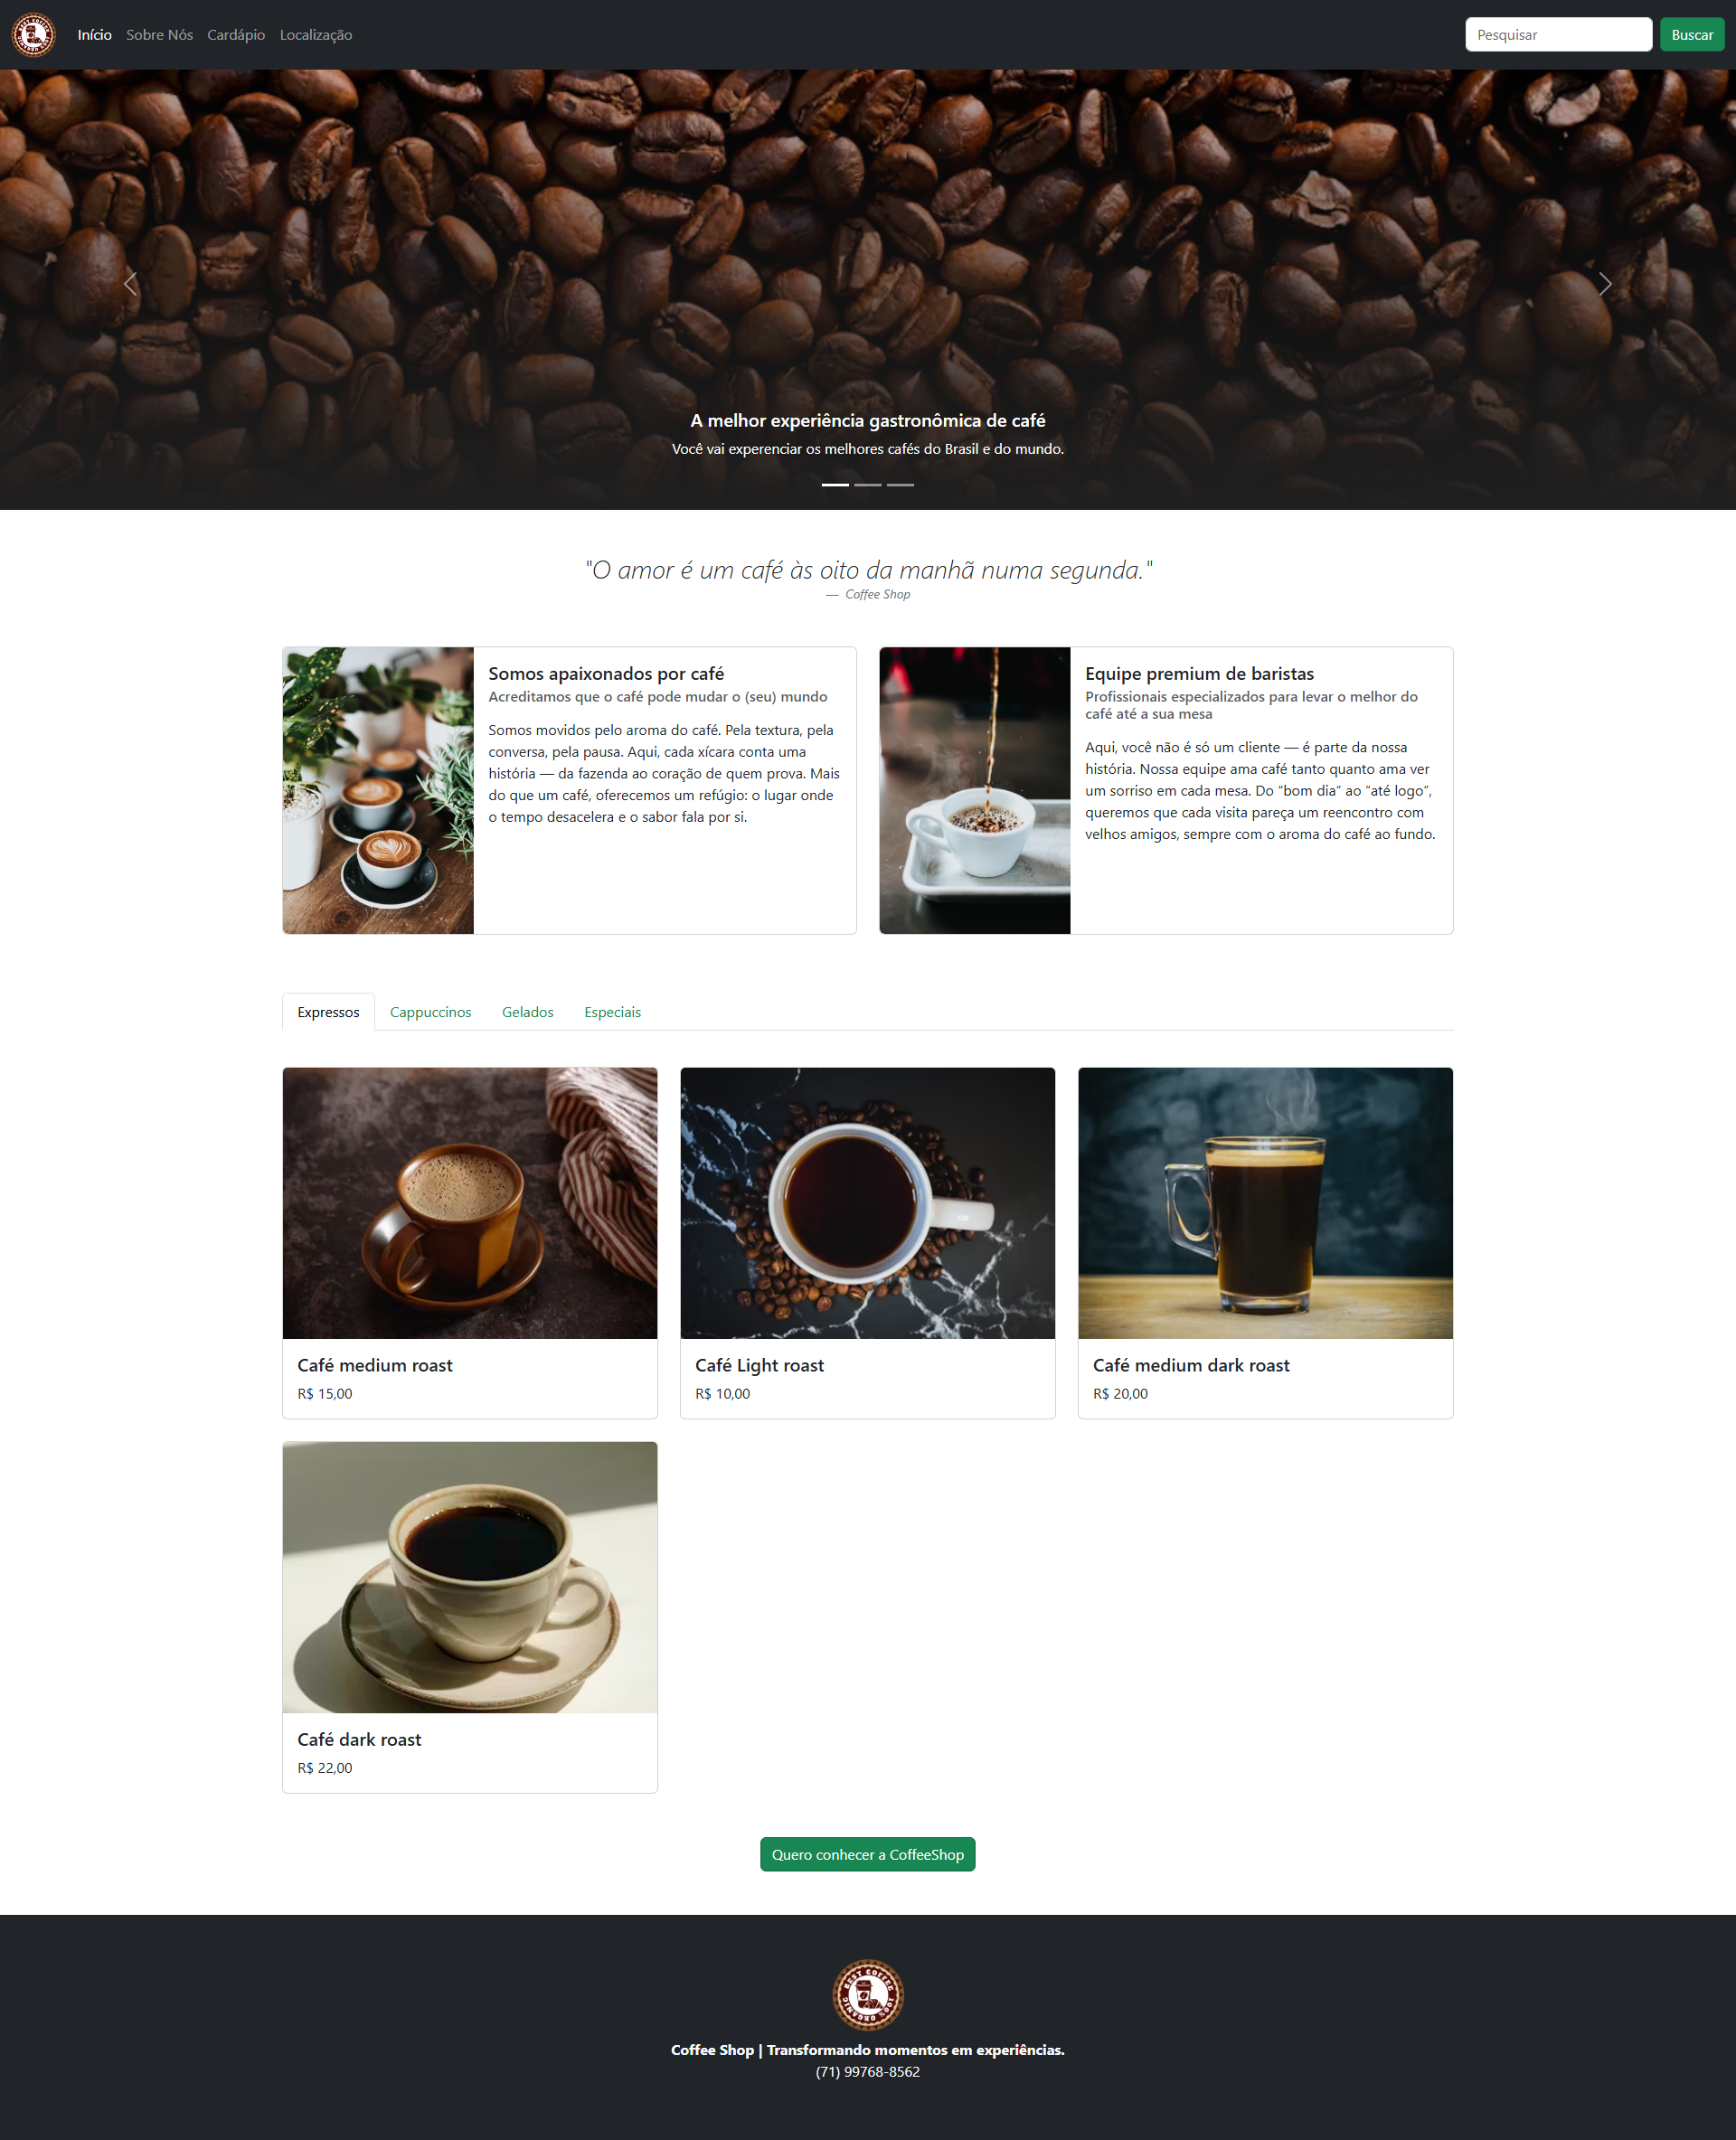 Início Sobre Nós Cardápio Localização Pesquisar Buscar
A melhor experiência gastronômica de café
Você vai experenciar os melhores cafés do Brasil e do mundo.
"O amor é um café às oito da manhã numa segunda."
— Coffee Shop
Somos apaixonados por café
Acreditamos que o café pode mudar o (seu) mundo
Somos movidos pelo aroma do café. Pela textura, pela
conversa, pela pausa. Aqui, cada xícara conta uma
história — da fazenda ao coração de quem prova. Mais
do que um café, oferecemos um refúgio: o lugar onde
o tempo desacelera e o sabor fala por si.
Equipe premium de baristas
Profissionais especializados para levar o melhor do
café até a sua mesa
Aqui, você não é só um cliente — é parte da nossa
história. Nossa equipe ama café tanto quanto ama ver
um sorriso em cada mesa. Do “bom dia” ao “até logo”,
queremos que cada visita pareça um reencontro com
velhos amigos, sempre com o aroma do café ao fundo.
Expressos Cappuccinos Gelados Especiais
Café medium roast
R$ 15,00
Café Light roast
R$ 10,00
Café medium dark roast
R$ 20,00
Café dark roast
R$ 22,00
Quero conhecer a CoffeeShop
BEST COFFEE
100% ORGANIC
Coffee Shop | Transformando momentos em experiências.
(71) 99768-8562